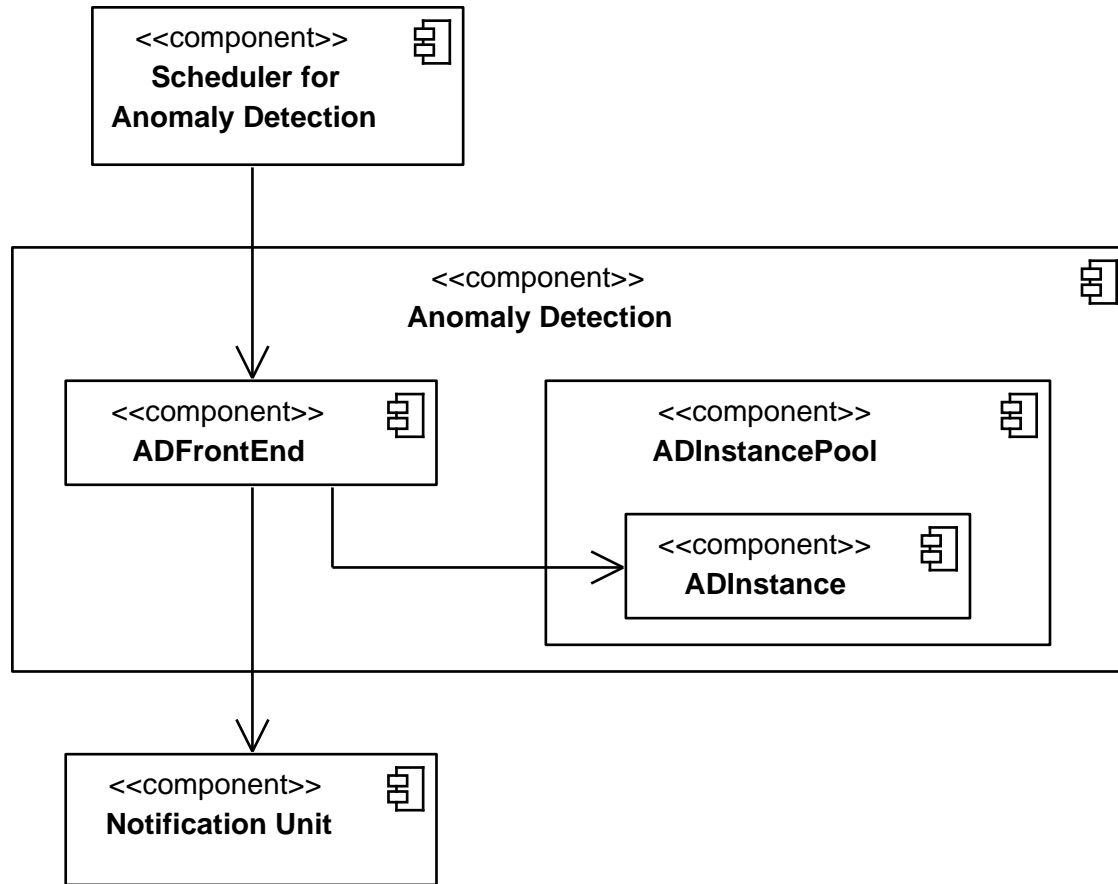 <<component>>
Scheduler for
Anomaly Detection
<<component>>
Anomaly Detection
<<component>>
ADFrontEnd
<<component>>
ADInstancePool
<<component>>
ADInstance
<<component>>
Notification Unit